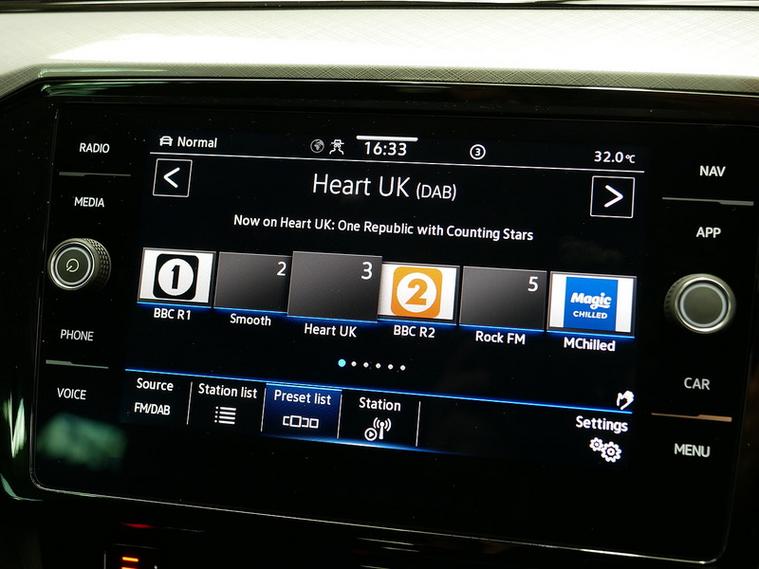 RADIO
MEDIA
PHONE
VOICE
Normal
16:33
3
32.0°C
<
Heart UK (DAB)
>
Now on Heart UK: One Republic with Counting Stars
1
2
3
2
5
Magic
CHILLED
BBC R1
Smooth
Heart UK
BBC R2
Rock FM
MChilled
Source
FM/DAB
Station list
Preset list
Station
Settings
NAV
APP
CAR
MENU